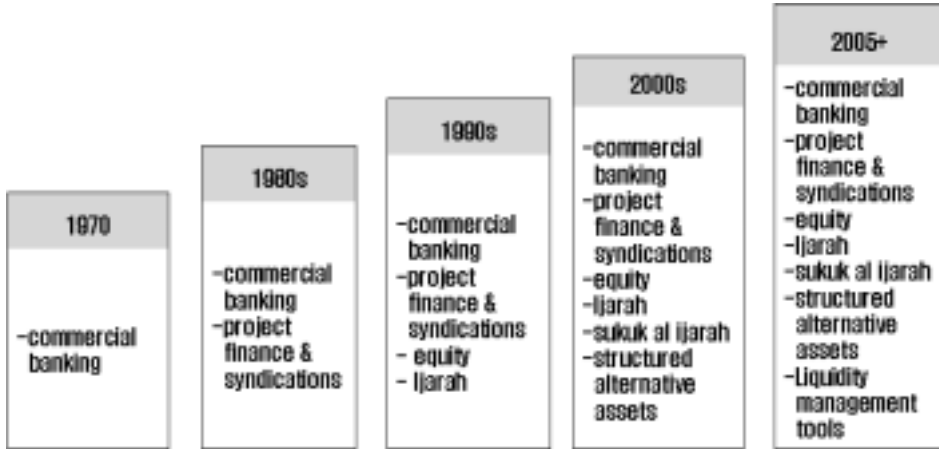 1970
-commercial
banking
1980s
-commercial
banking
-project
finance &
syndications
1990s
-commercial
banking
-project
finance &
syndications
- equity
- Ijarah
2000s
-commercial
banking
-project
finance &
syndications
-equity
-Ijarah
-sukuk al ijarah
-structured
alternative
assets
2005+
-commercial
banking
-project
finance &
syndications
-equity
-Ijarah
-sukuk al ijarah
-structured
alternative
assets
-Liquidity
management
tools